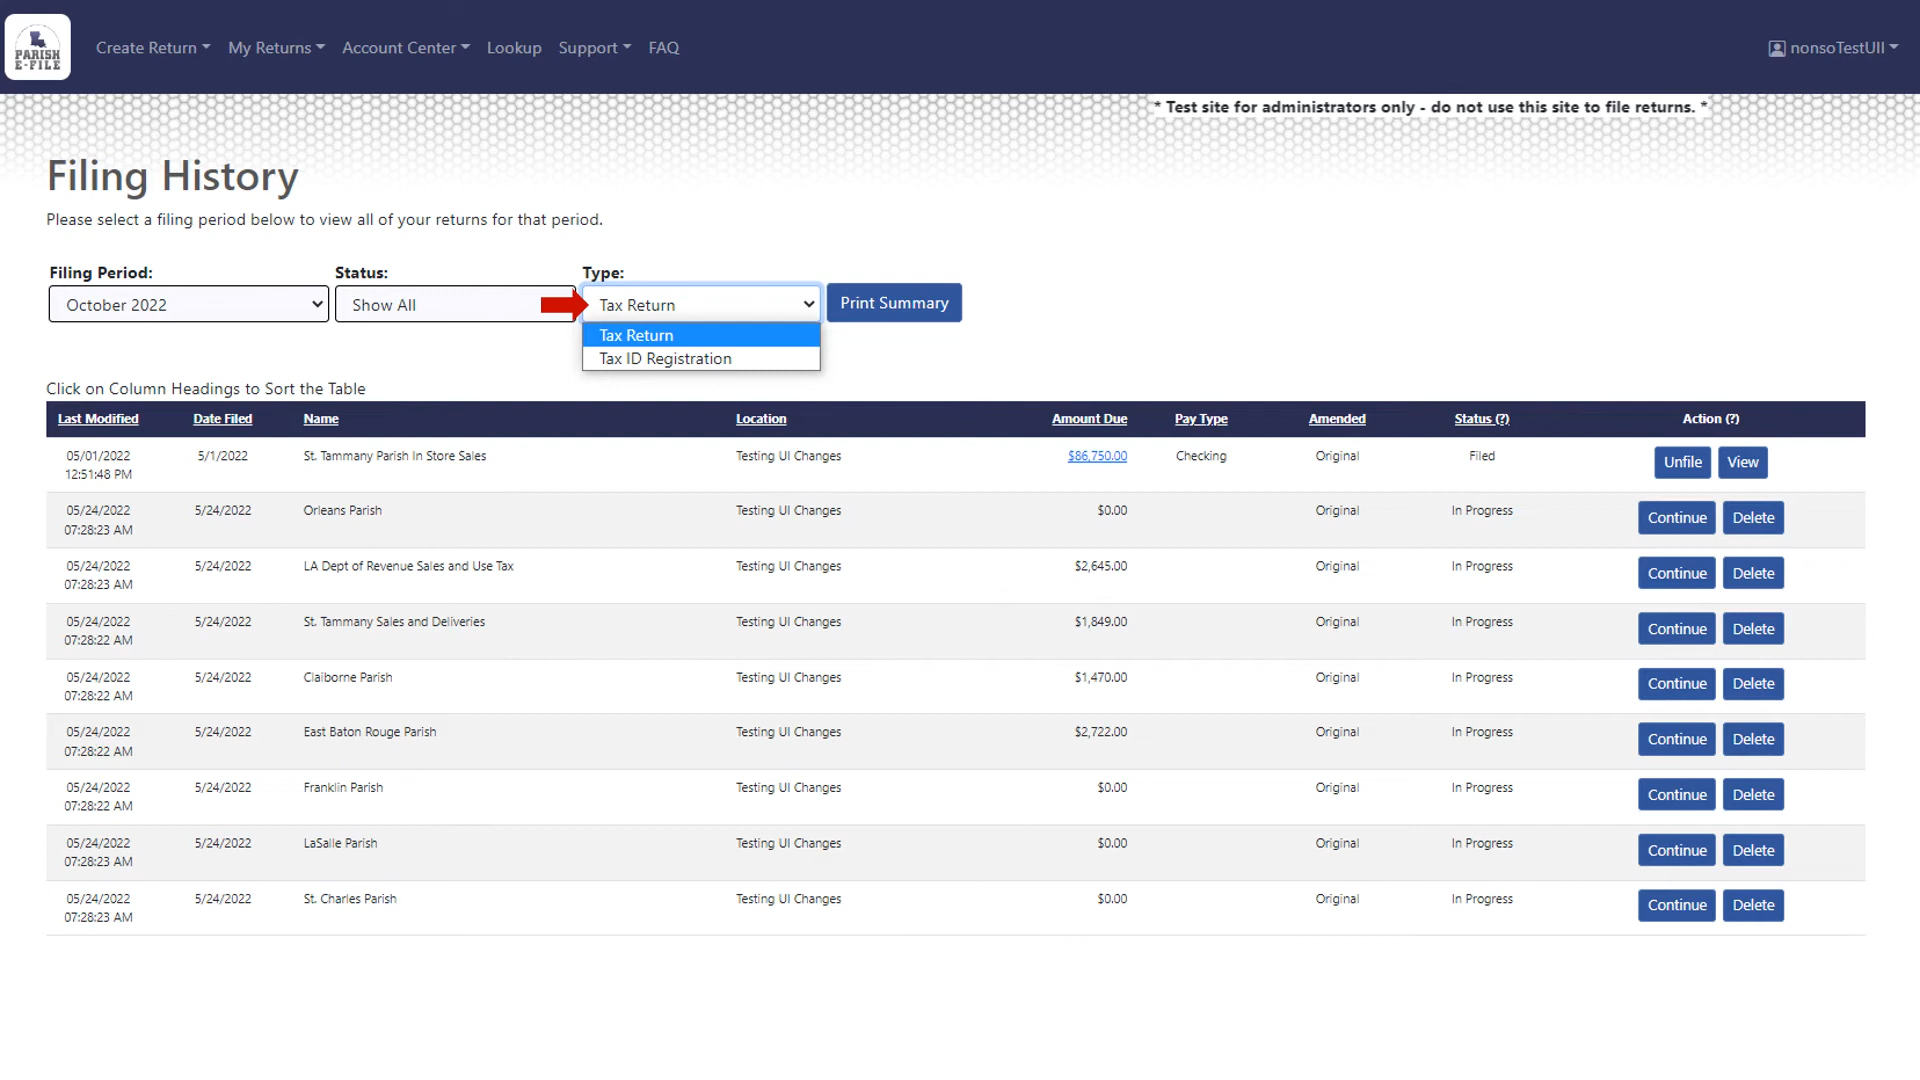 PARISH
E-FILE
Create Return
My Returns
Account Center
Lookup
Support
FAQ
nonsoTestUII
* Test site for administrators only - do not use this site to file returns. *
Filing History
Please select a filing period below to view all of your returns for that period.
Filing Period: Status: Type:
October 2022 Show All Tax Return Print Summary
Tax Return
Tax ID Registration
Click on Column Headings to Sort the Table
Last Modified Date Filed Name Location Amount Due Pay Type Amended Status (?) Action (?)
05/01/2022 5/1/2022 St. Tammany Parish In Store Sales Testing UI Changes $86,750.00 Checking Original Filed Unfile View
12:51:48 PM
05/24/2022 5/24/2022 Orleans Parish Testing UI Changes $0.00 Original In Progress Continue Delete
07:28:23 AM
05/24/2022 5/24/2022 LA Dept of Revenue Sales and Use Tax Testing UI Changes $2,645.00 Original In Progress Continue Delete
07:28:23 AM
05/24/2022 5/24/2022 St. Tammany Sales and Deliveries Testing UI Changes $1,849.00 Original In Progress Continue Delete
07:28:22 AM
05/24/2022 5/24/2022 Claiborne Parish Testing UI Changes $1,470.00 Original In Progress Continue Delete
07:28:22 AM
05/24/2022 5/24/2022 East Baton Rouge Parish Testing UI Changes $2,722.00 Original In Progress Continue Delete
07:28:22 AM
05/24/2022 5/24/2022 Franklin Parish Testing UI Changes $0.00 Original In Progress Continue Delete
07:28:22 AM
05/24/2022 5/24/2022 LaSalle Parish Testing UI Changes $0.00 Original In Progress Continue Delete
07:28:23 AM
05/24/2022 5/24/2022 St. Charles Parish Testing UI Changes $0.00 Original In Progress Continue Delete
07:28:23 AM